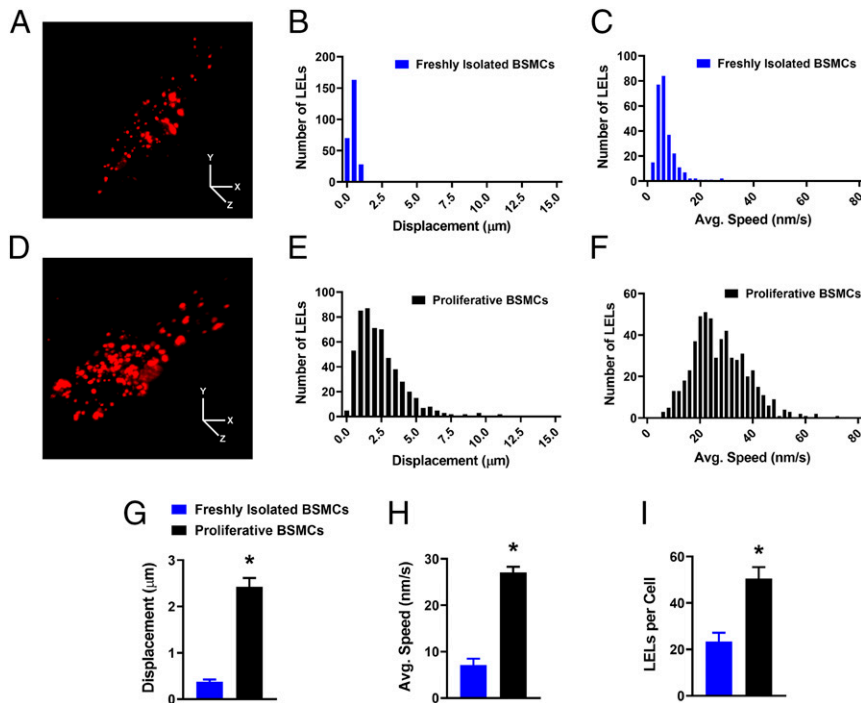 A
Y
X
Z
B
Number of LELs
200
150
100
50
0
Freshly Isolated BSMCs
0.0
2.5
5.0
7.5
10.0
12.5
15.0
Displacement (μm)
C
Number of LELs
100
80
60
40
20
0
Freshly Isolated BSMCs
0
20
40
60
80
Avg. Speed (nm/s)
D
Y
X
Z
E
Number of LELs
100
80
60
40
20
0
Proliferative BSMCs
0.0
2.5
5.0
7.5
10.0
12.5
15.0
Displacement (μm)
F
Number of LELs
60
40
20
0
Proliferative BSMCs
0
20
40
60
80
Avg. Speed (nm/s)
G
Freshly Isolated BSMCs
Proliferative BSMCs
Displacement (μm)
3
2
1
0
*
H
Avg. Speed (nm/s)
30
20
10
0
*
I
LELs per Cell
60
40
20
0
*